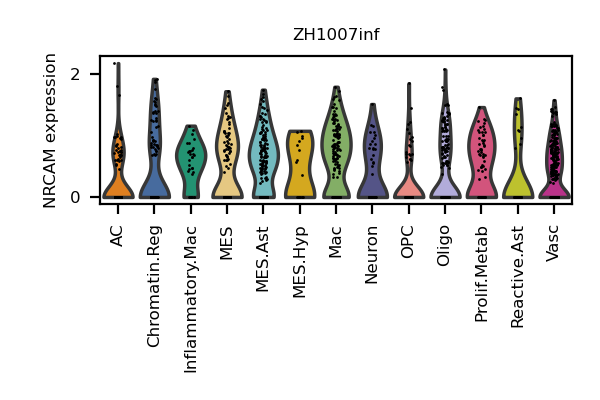 ZH1007inf
NRCAM expression
2
0
AC
Chromatin.Reg
Inflammatory.Mac
MES
MES.Ast
MES.Hyp
Mac
Neuron
OPC
Oligo
Prolif.Metab
Reactive.Ast
Vasc